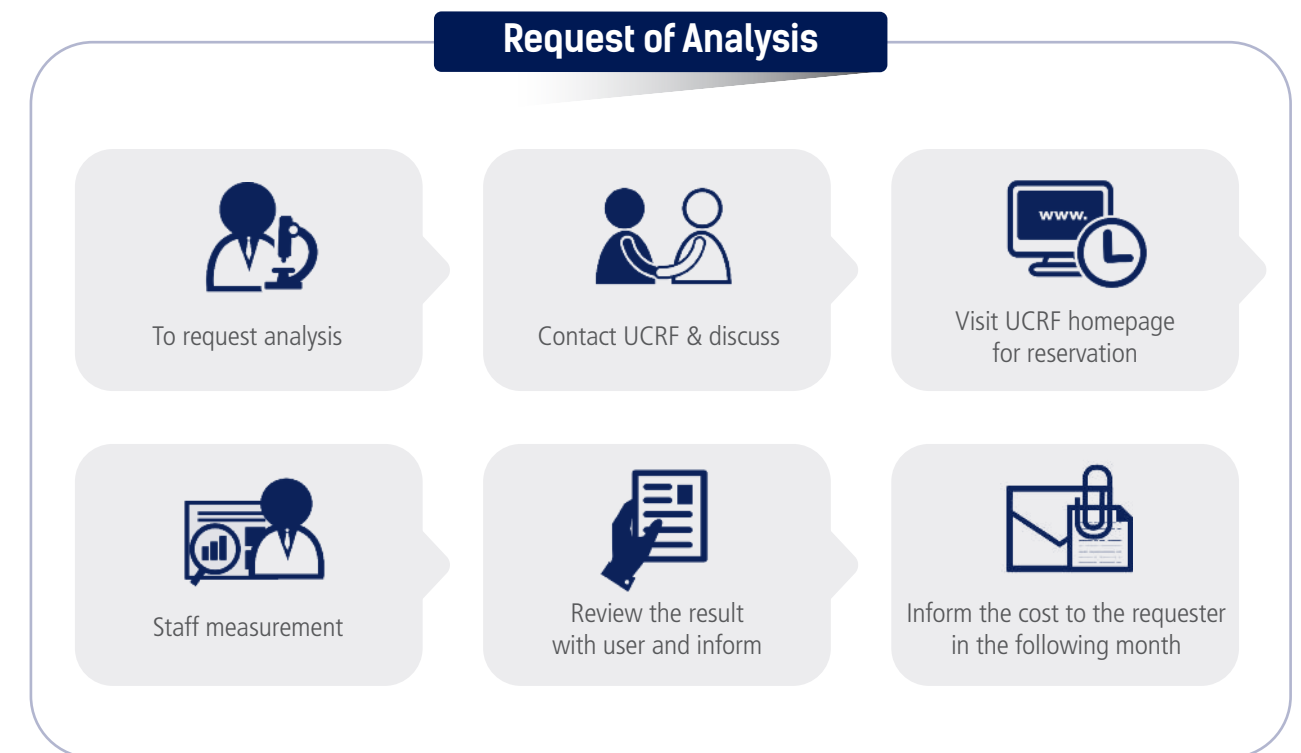 Request of Analysis
To request analysis
Contact UCRF & discuss
www.
Visit UCRF homepage
for reservation
Staff measurement
Review the result
with user and inform
Inform the cost to the requester
in the following month